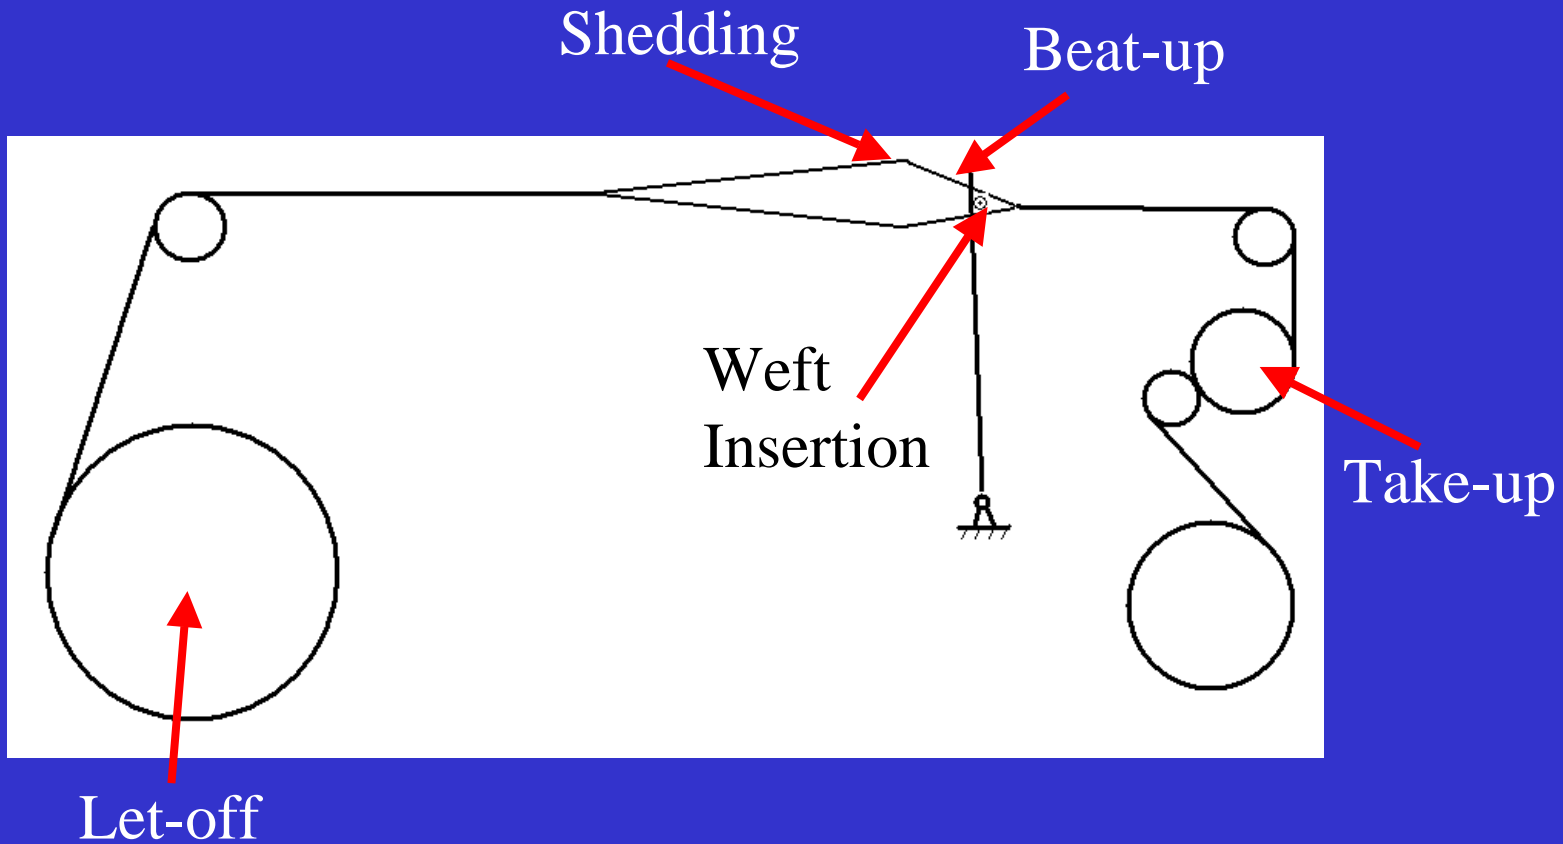 Shedding
Beat-up
Weft
Insertion
Take-up
Let-off